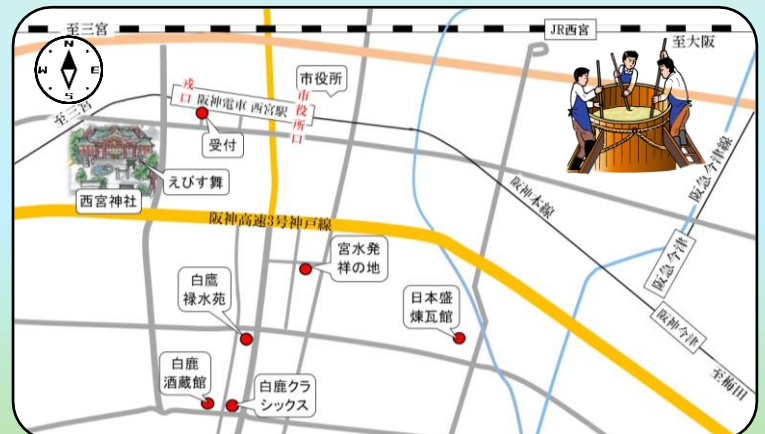 至三宮
JR西宮
至大阪
N
W
E
S
市役所
戎口
阪神電車 西宮駅
市役所口
至三宮
受付
えびす舞
西宮神社
阪急今津線
阪神本線
阪神高速3号神戸線
宮水発
祥の地
阪急今津
白鷹
禄水苑
日本盛
煉瓦館
阪神今津
至梅田
白鹿
酒蔵館
白鹿クラ
シックス